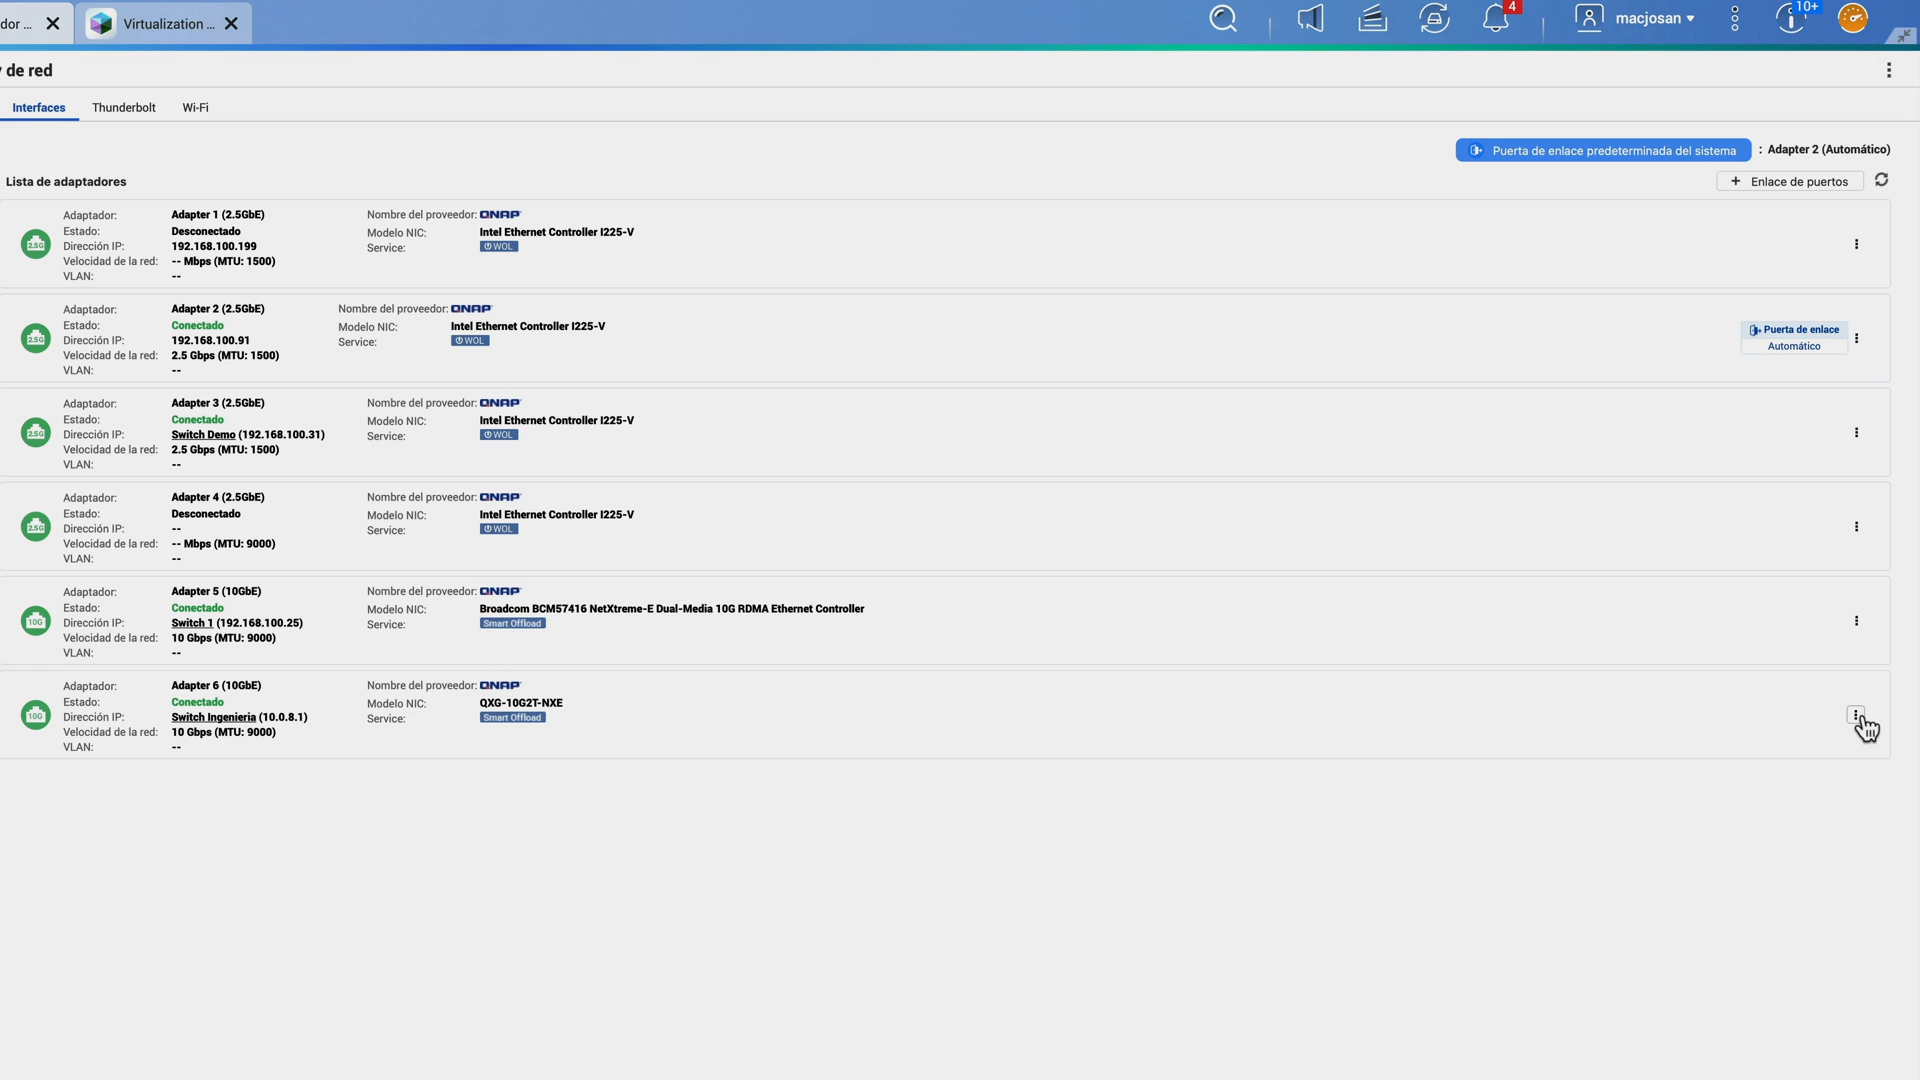 dor ...
Virtualization ...
4
macjosan
10+
de red
Interfaces
Thunderbolt
Wi-Fi
Puerta de enlace predeterminada del sistema : Adapter 2 (Automático)
Lista de adaptadores
+ Enlace de puertos
2.5G
Adaptador: Adapter 1 (2.5GbE)
Estado: Desconectado
Dirección IP: 192.168.100.199
Velocidad de la red: -- Mbps (MTU: 1500)
VLAN: --
Nombre del proveedor: QNAP
Modelo NIC: Intel Ethernet Controller I225-V
Service: WOL
2.5G
Adaptador: Adapter 2 (2.5GbE)
Estado: Conectado
Dirección IP: 192.168.100.91
Velocidad de la red: 2.5 Gbps (MTU: 1500)
VLAN: --
Nombre del proveedor: QNAP
Modelo NIC: Intel Ethernet Controller I225-V
Service: WOL
Puerta de enlace
Automático
2.5G
Adaptador: Adapter 3 (2.5GbE)
Estado: Conectado
Dirección IP: Switch Demo (192.168.100.31)
Velocidad de la red: 2.5 Gbps (MTU: 1500)
VLAN: --
Nombre del proveedor: QNAP
Modelo NIC: Intel Ethernet Controller I225-V
Service: WOL
2.5G
Adaptador: Adapter 4 (2.5GbE)
Estado: Desconectado
Dirección IP: --
Velocidad de la red: -- Mbps (MTU: 9000)
VLAN: --
Nombre del proveedor: QNAP
Modelo NIC: Intel Ethernet Controller I225-V
Service: WOL
10G
Adaptador: Adapter 5 (10GbE)
Estado: Conectado
Dirección IP: Switch 1 (192.168.100.25)
Velocidad de la red: 10 Gbps (MTU: 9000)
VLAN: --
Nombre del proveedor: QNAP
Modelo NIC: Broadcom BCM57416 NetXtreme-E Dual-Media 10G RDMA Ethernet Controller
Service: Smart Offload
10G
Adaptador: Adapter 6 (10GbE)
Estado: Conectado
Dirección IP: Switch Ingenieria (10.0.8.1)
Velocidad de la red: 10 Gbps (MTU: 9000)
VLAN: --
Nombre del proveedor: QNAP
Modelo NIC: QXG-10G2T-NXE
Service: Smart Offload